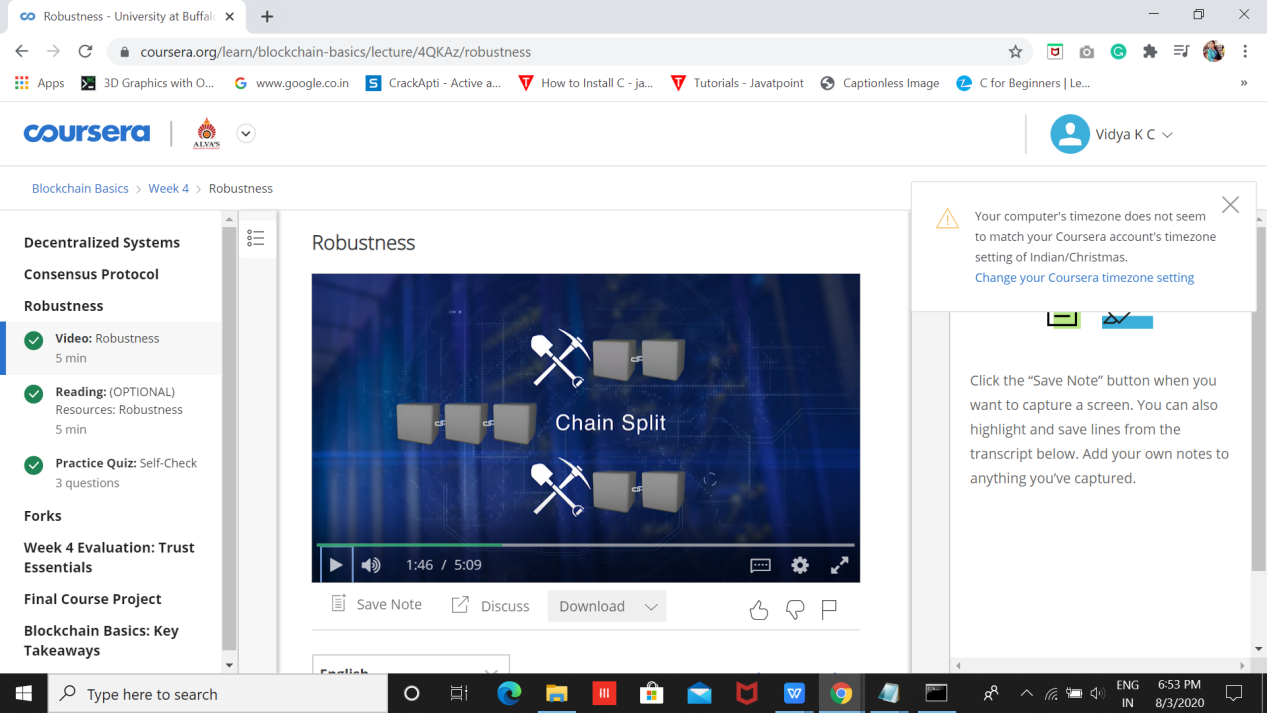 Robustness - University at Buffalo
coursera.org/learn/blockchain-basics/lecture/4QKAz/robustness
Apps
3D Graphics with O...
www.google.co.in
CrackApti - Active a...
How to Install C - ja...
Tutorials - Javatpoint
Captionless Image
C for Beginners | Le...
»
coursera
ALVA'S
Vidya K C
Blockchain Basics > Week 4 > Robustness
Your computer's timezone does not seem
to match your Coursera account's timezone
setting of Indian/Christmas.
Change your Coursera timezone setting
Decentralized Systems
Consensus Protocol
Robustness
Video: Robustness
5 min
Reading: (OPTIONAL)
Resources: Robustness
5 min
Practice Quiz: Self-Check
3 questions
Forks
Week 4 Evaluation: Trust
Essentials
Final Course Project
Blockchain Basics: Key
Takeaways
Robustness
Chain Split
1:46 / 5:09
Save Note
Discuss
Download
English
Click the “Save Note” button when you
want to capture a screen. You can also
highlight and save lines from the
transcript below. Add your own notes to
anything you’ve captured.
Type here to search
ENG
IN
6:53 PM
8/3/2020